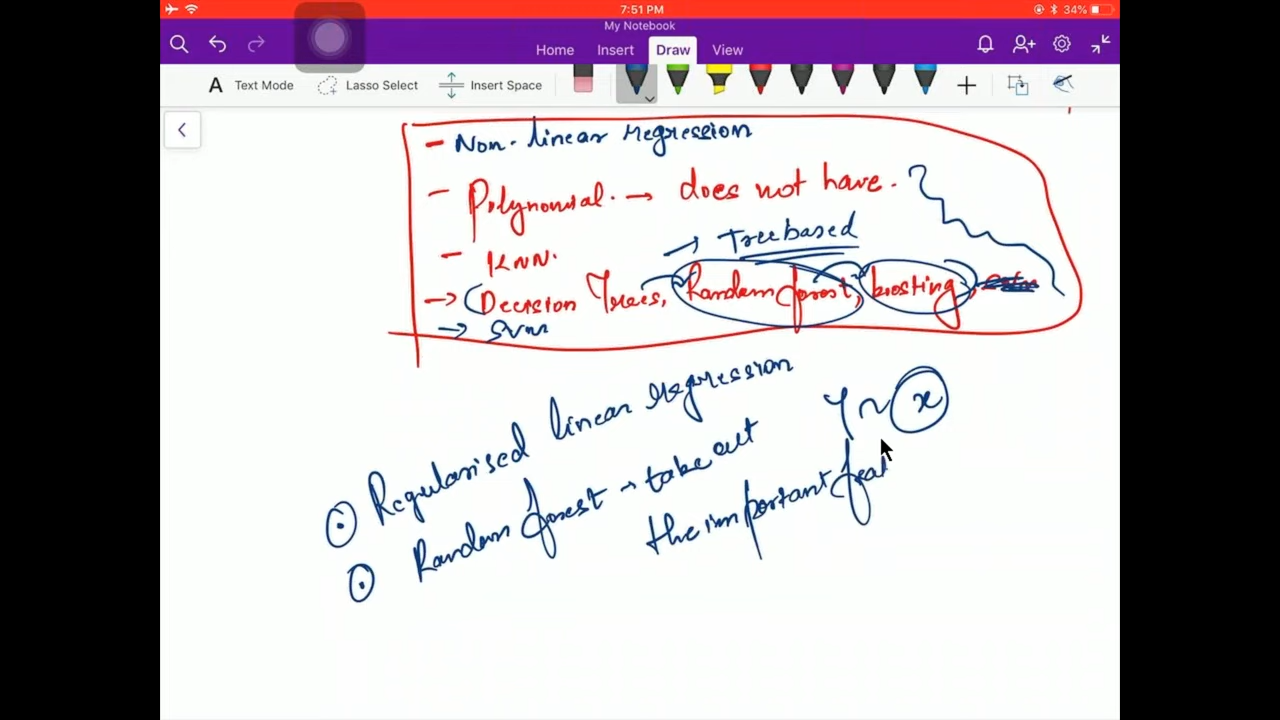 7:51 PM
34%
My Notebook
Home Insert Draw View
Text Mode Lasso Select Insert Space
- Non-linear regression
- Polynomial. → does not have.
→ Tree based
- KNN.
→ (Decision Trees, Random forest, boosting),
→ SVM
Regularised linear regression
Y ~ x
Random forest → take out
the important feat